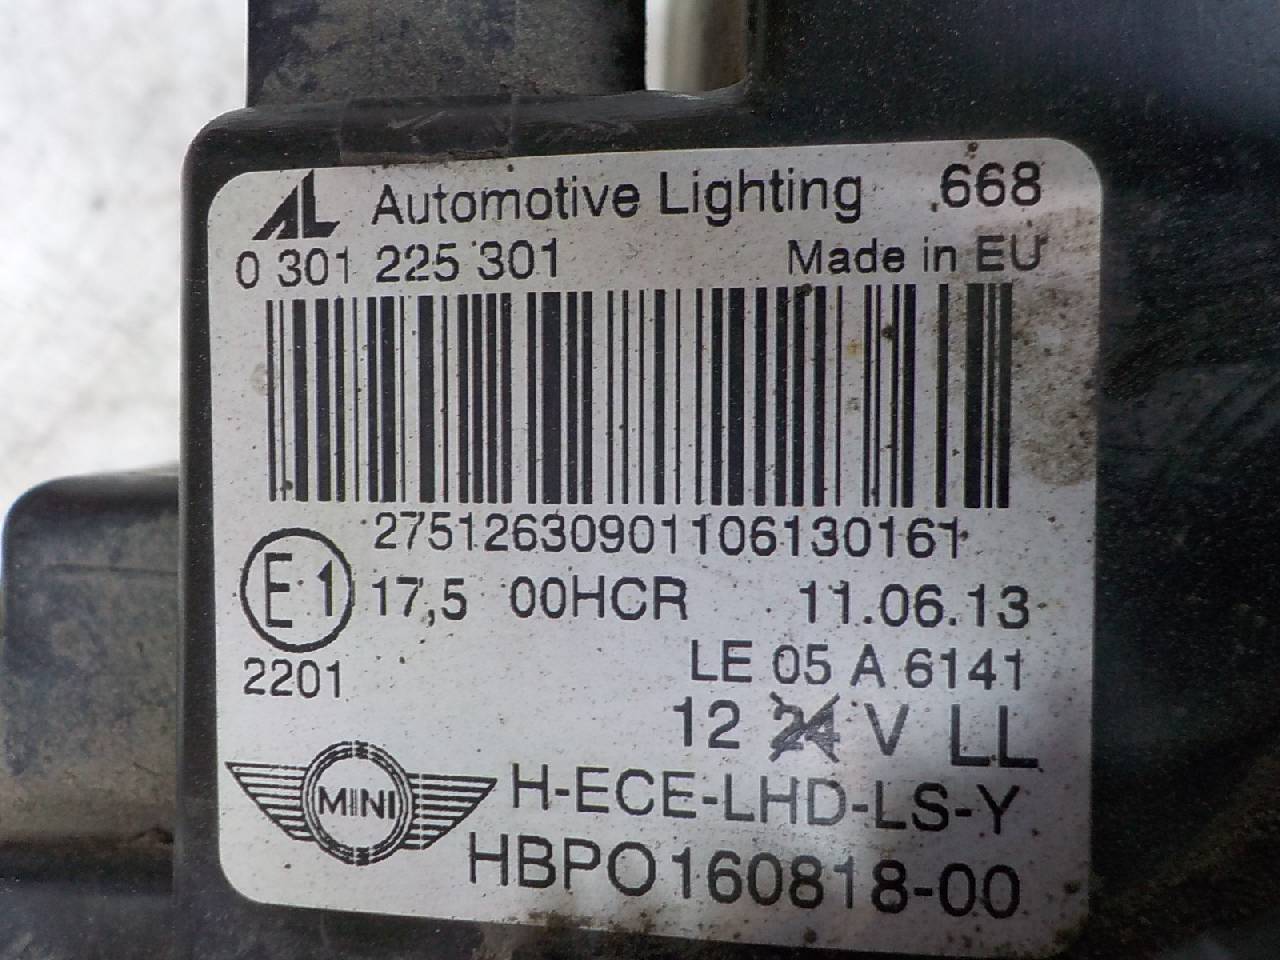 AL Automotive Lighting 668
0 301 225 301 Made in EU
27512630901106130161
E1 17,5 00HCR 11.06.13
2201 LE 05 A 6141
12 24 V LL
MINI H-ECE-LHD-LS-Y
HBPO160818-00